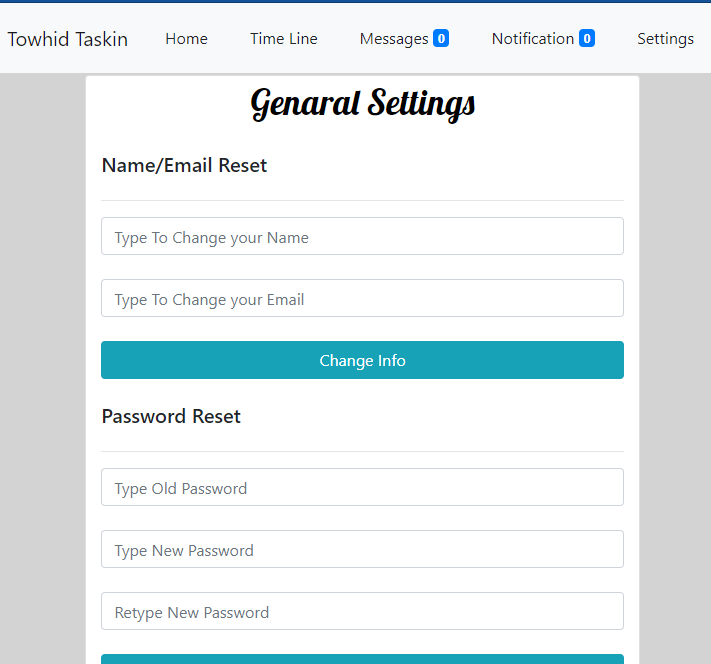 Towhid Taskin Home Time Line Messages 0 Notification 0 Settings
Genaral Settings
Name/Email Reset
Type To Change your Name
Type To Change your Email
Change Info
Password Reset
Type Old Password
Type New Password
Retype New Password